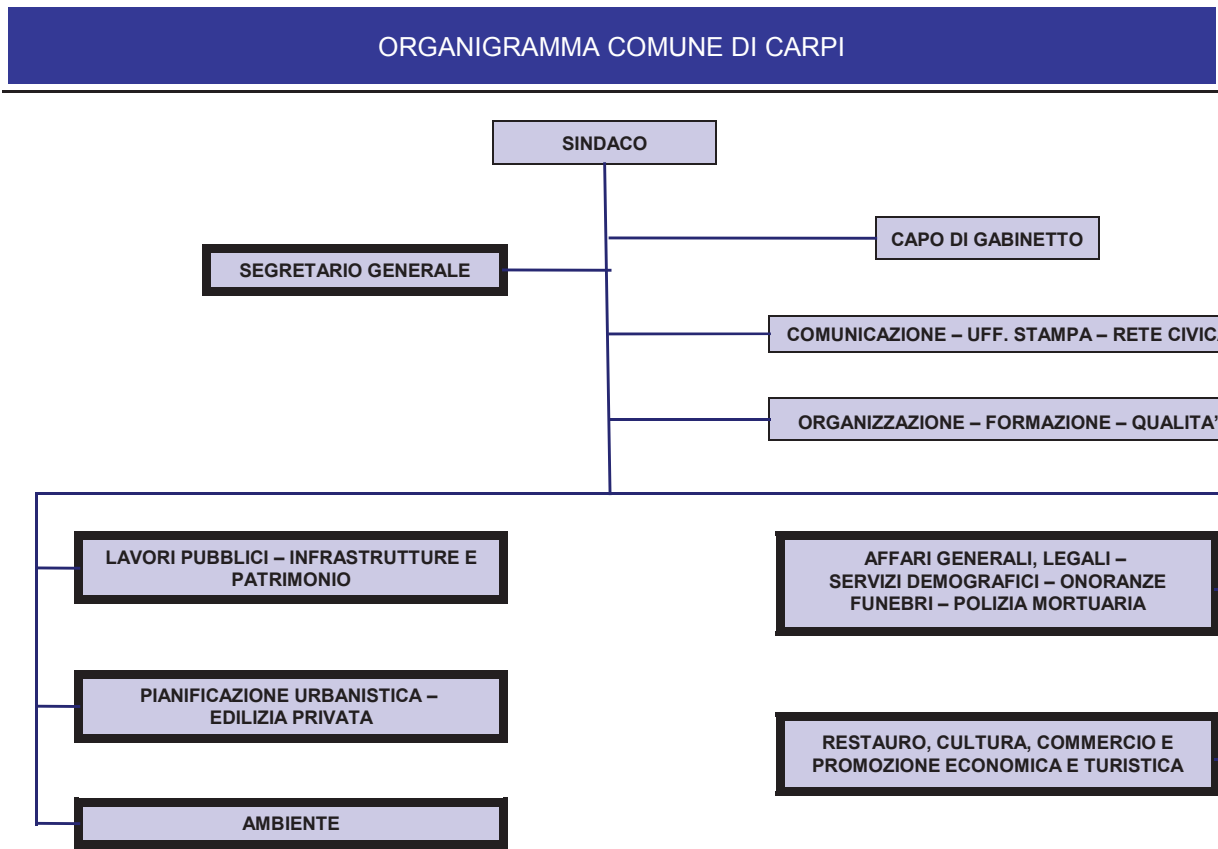 ORGANIGRAMMA COMUNE DI CARPI
SINDACO
CAPO DI GABINETTO
SEGRETARIO GENERALE
COMUNICAZIONE – UFF. STAMPA – RETE CIVIC
ORGANIZZAZIONE – FORMAZIONE – QUALITA’
LAVORI PUBBLICI – INFRASTRUTTURE E
PATRIMONIO
AFFARI GENERALI, LEGALI –
SERVIZI DEMOGRAFICI – ONORANZE
FUNEBRI – POLIZIA MORTUARIA
PIANIFICAZIONE URBANISTICA –
EDILIZIA PRIVATA
RESTAURO, CULTURA, COMMERCIO E
PROMOZIONE ECONOMICA E TURISTICA
AMBIENTE